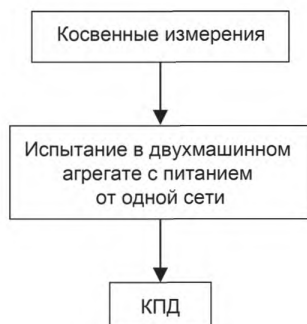 Косвенные измерения
Испытание в двухмашинном
агрегате с питанием
от одной сети
КПД